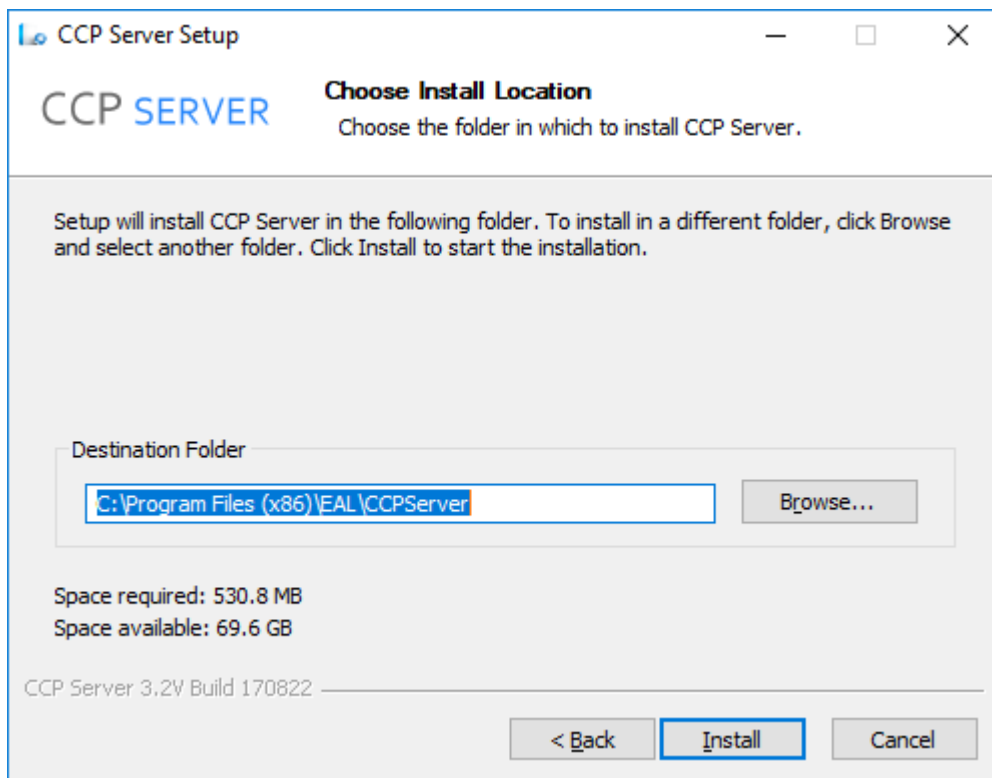 CCP Server Setup
CCP SERVER
Choose Install Location
Choose the folder in which to install CCP Server.
Setup will install CCP Server in the following folder. To install in a different folder, click Browse
and select another folder. Click Install to start the installation.
Destination Folder
C:\Program Files (x86)\EAL\CCPServer
Browse...
Space required: 530.8 MB
Space available: 69.6 GB
CCP Server 3.2V Build 170822
< Back
Install
Cancel